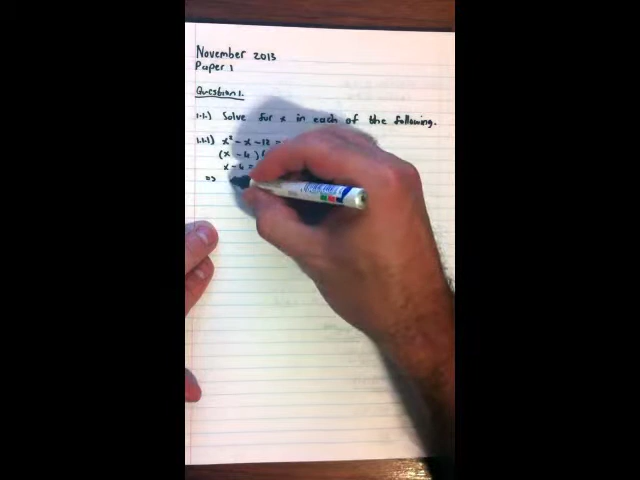 November 2013
Paper 1
Question 1.
1.1.) Solve for x in each of the following.
1.1.1) x² - x - 12 =
(x - 4)(
x - 4 =